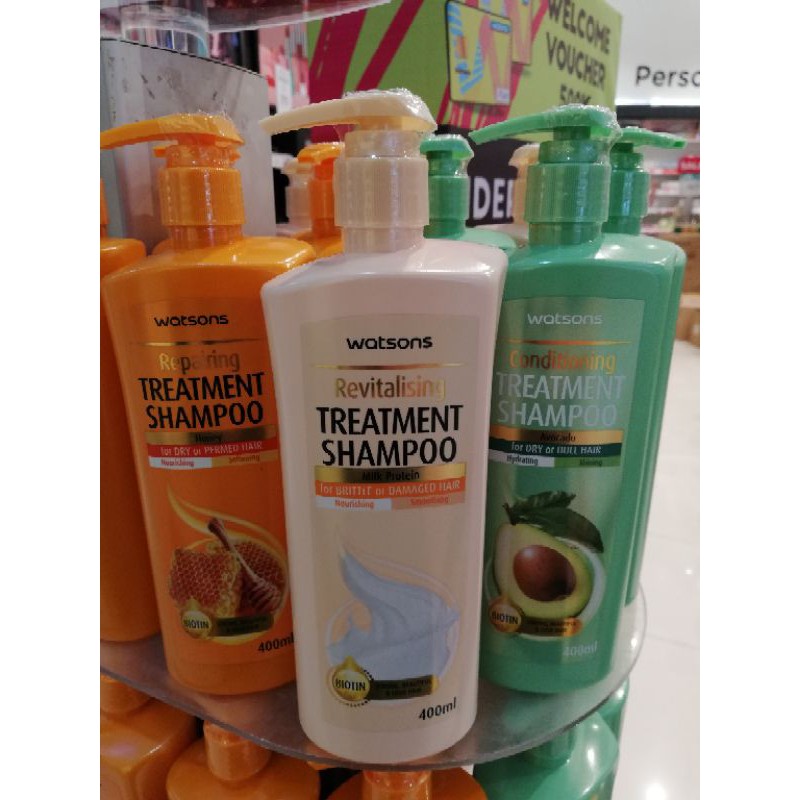 WELCOME
VOUCHER
Perso
DER
watsons
Repairing
TREATMENT
SHAMPOO
Honey
for DRY or PERMED HAIR
Nourishing
BIOTIN
400ml
watsons
Revitalising
TREATMENT
SHAMPOO
Milk Protein
for BRITTLE or DAMAGED HAIR
Nourishing Smoothing
BIOTIN
400ml
watsons
Conditioning
TREATMENT
SHAMPOO
Avocado
for DRY or DULL HAIR
Hydrating
BIOTIN
400ml